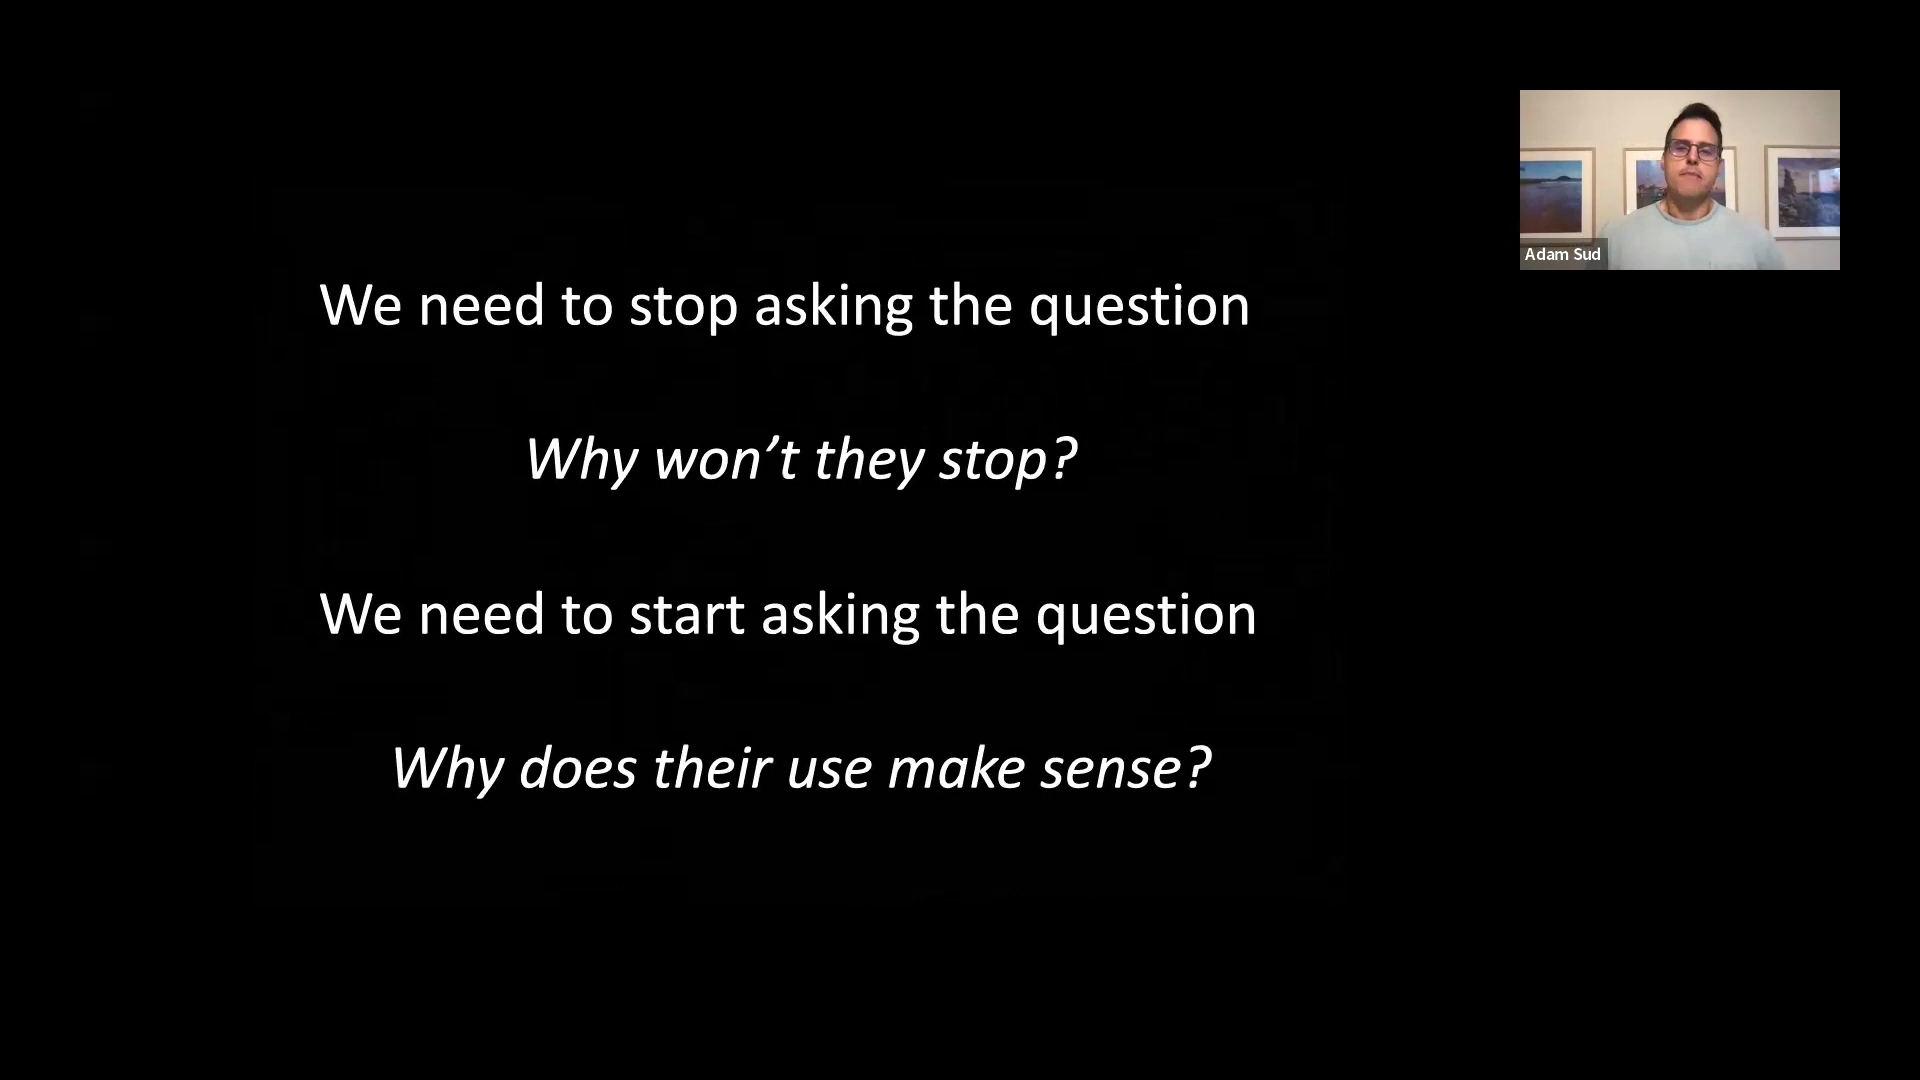 We need to stop asking the question
Why won’t they stop?
We need to start asking the question
Why does their use make sense?
Adam Sud